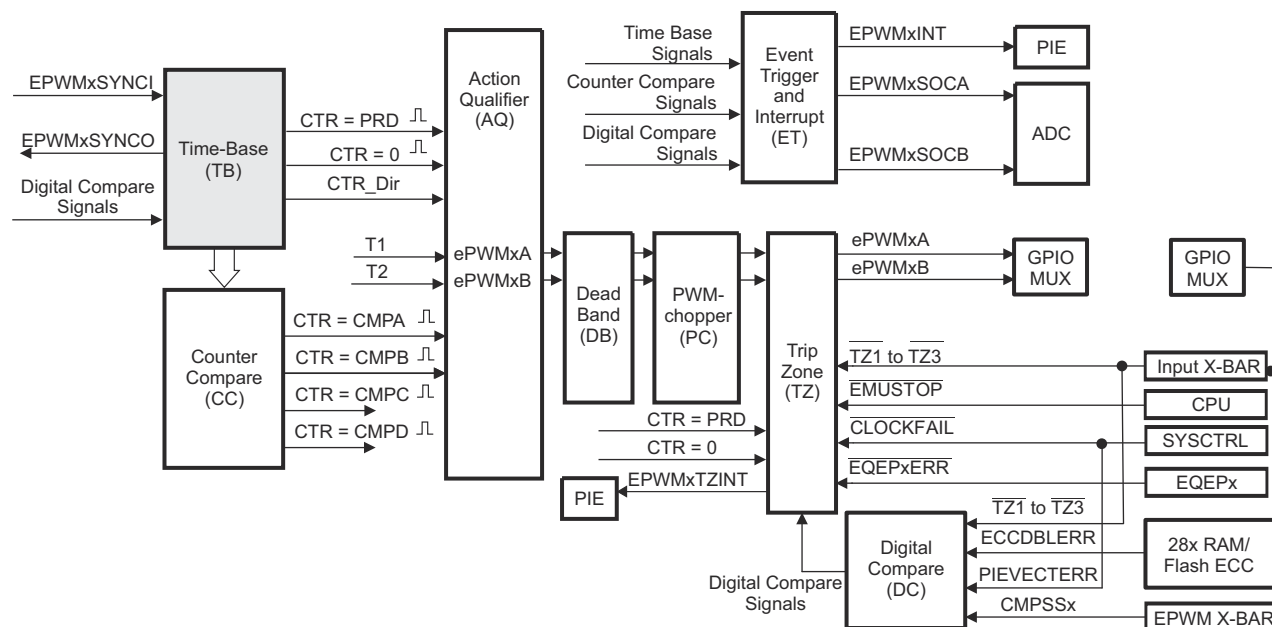 EPWMxSYNCI
EPWMxSYNCO
Digital Compare
Signals
Time-Base
(TB)
CTR = PRD
CTR = 0
CTR_Dir
T1
T2
Counter
Compare
(CC)
CTR = CMPA
CTR = CMPB
CTR = CMPC
CTR = CMPD
Action
Qualifier
(AQ)
ePWMxA
ePWMxB
Time Base
Signals
Counter Compare
Signals
Digital Compare
Signals
Event
Trigger
and
Interrupt
(ET)
EPWMxINT
EPWMxSOCA
EPWMxSOCB
PIE
ADC
Dead
Band
(DB)
PWM-
chopper
(PC)
Trip
Zone
(TZ)
ePWMxA
ePWMxB
GPIO
MUX
GPIO
MUX
TZ1 to TZ3
EMUSTOP
CLOCKFAIL
EQEPxERR
Input X-BAR
CPU
SYSCTRL
EQEPx
CTR = PRD
CTR = 0
EPWMxTZINT
PIE
Digital Compare
Signals
Digital
Compare
(DC)
TZ1 to TZ3
ECCDBLERR
PIEVECTERR
CMPSSx
28x RAM/
Flash ECC
EPWM X-BAR